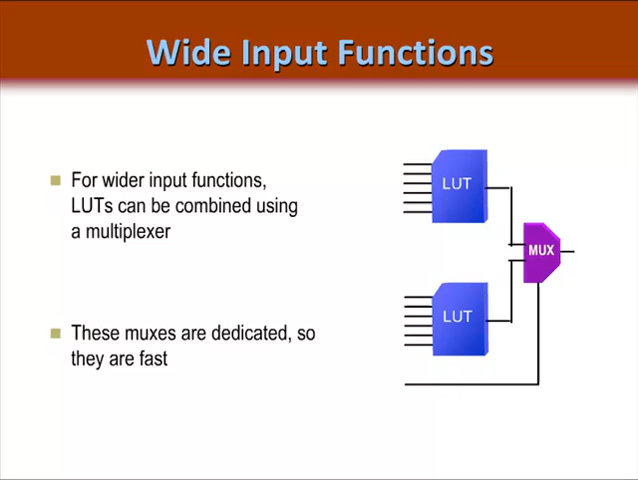 Wide Input Functions
For wider input functions,
LUTs can be combined using
a multiplexer
These muxes are dedicated, so
they are fast
LUT
MUX
LUT